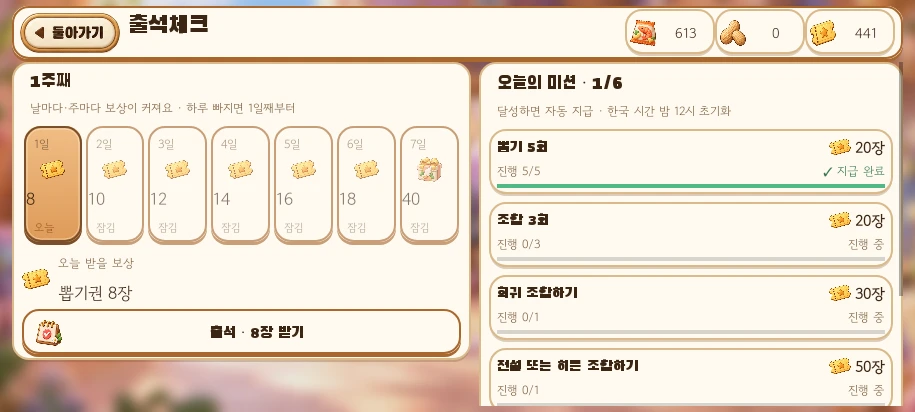 돌아가기
출석체크
613
0
441
1주째
날마다·주마다 보상이 커져요 · 하루 빠지면 1일째부터
1일
2일
3일
4일
5일
6일
7일
8
10
12
14
16
18
40
오늘
잠김
잠김
잠김
잠김
잠김
잠김
오늘 받을 보상
뽑기권 8장
출석 · 8장 받기
오늘의 미션 · 1/6
달성하면 자동 지급 · 한국 시간 밤 12시 초기화
뽑기 5회
20장
진행 5/5
✓ 지급 완료
조합 3회
20장
진행 0/3
진행 중
희귀 조합하기
30장
진행 0/1
진행 중
전설 또는 히든 조합하기
50장
진행 0/1
진행 중